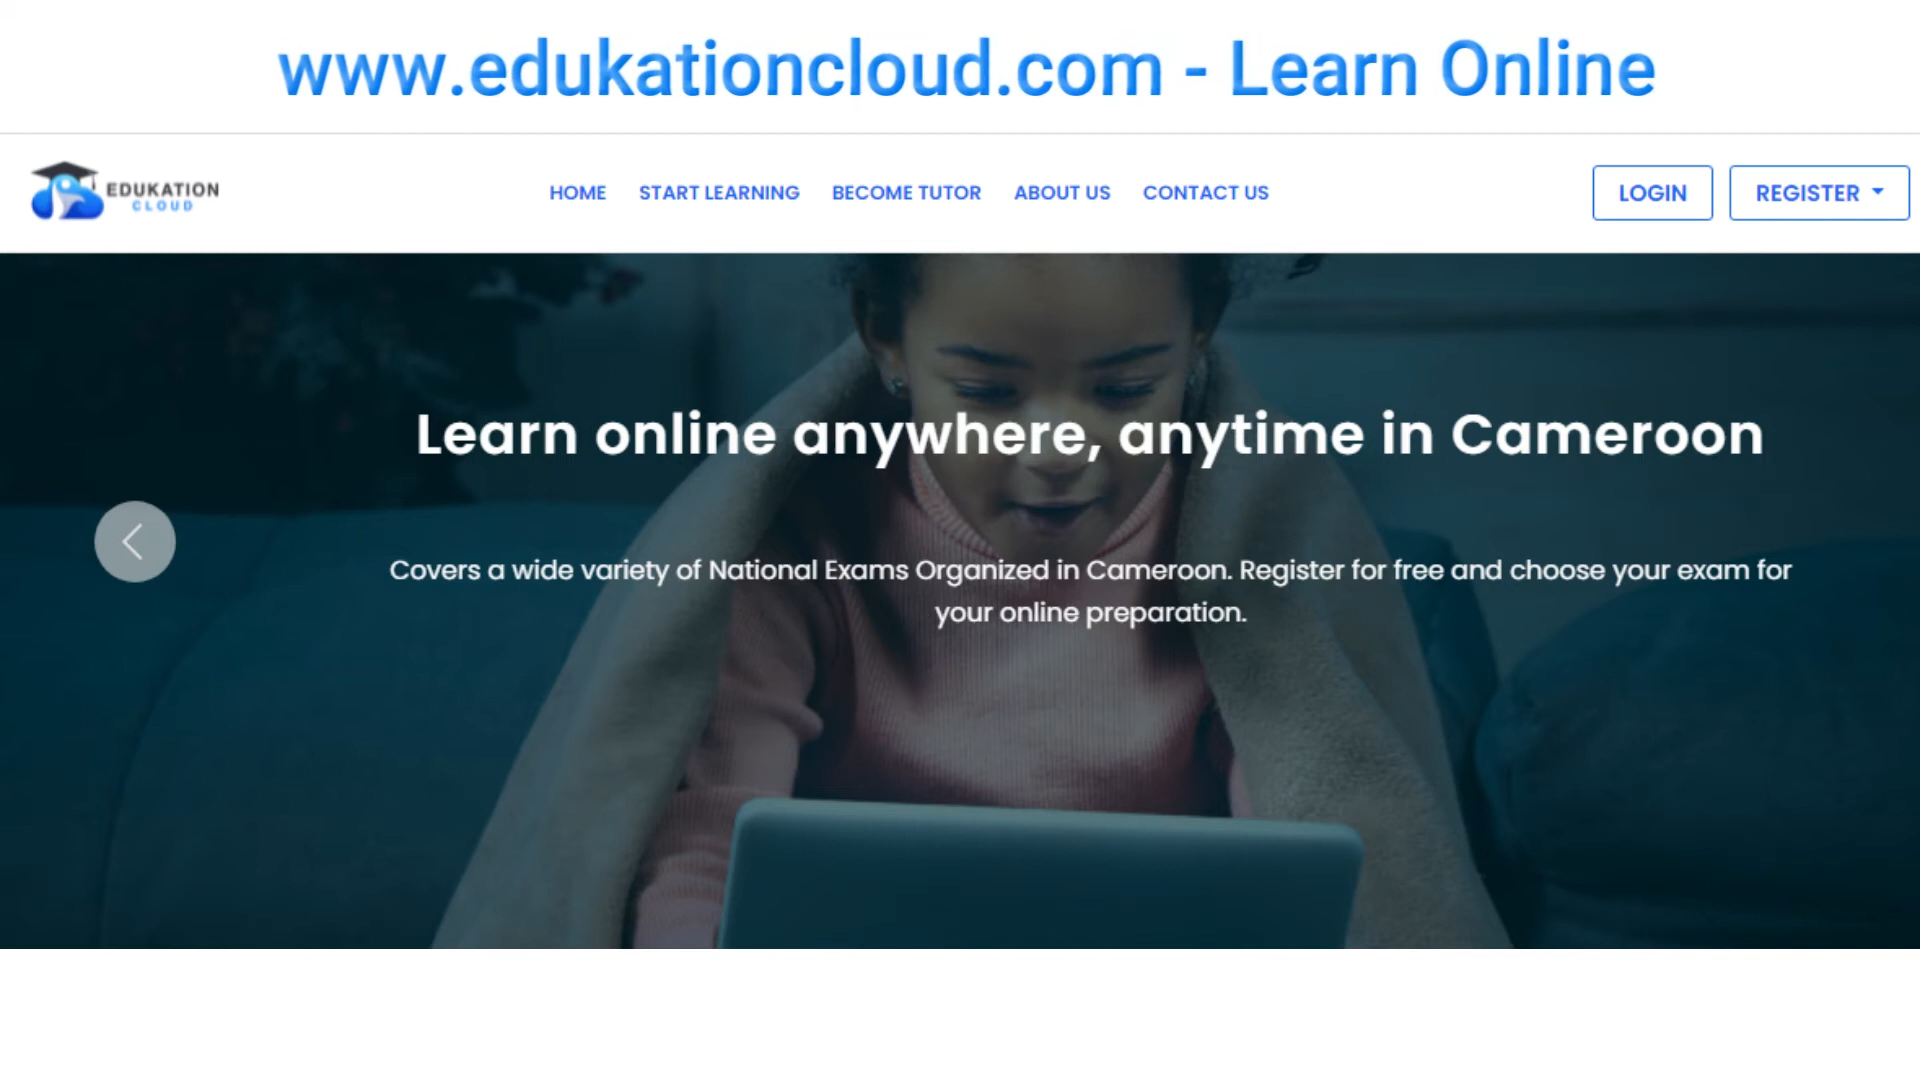 www.edukationcloud.com - Learn Online
EDUKATION
CLOUD
HOME
START LEARNING
BECOME TUTOR
ABOUT US
CONTACT US
LOGIN
REGISTER
Learn online anywhere, anytime in Cameroon
Covers a wide variety of National Exams Organized in Cameroon. Register for free and choose your exam for
your online preparation.